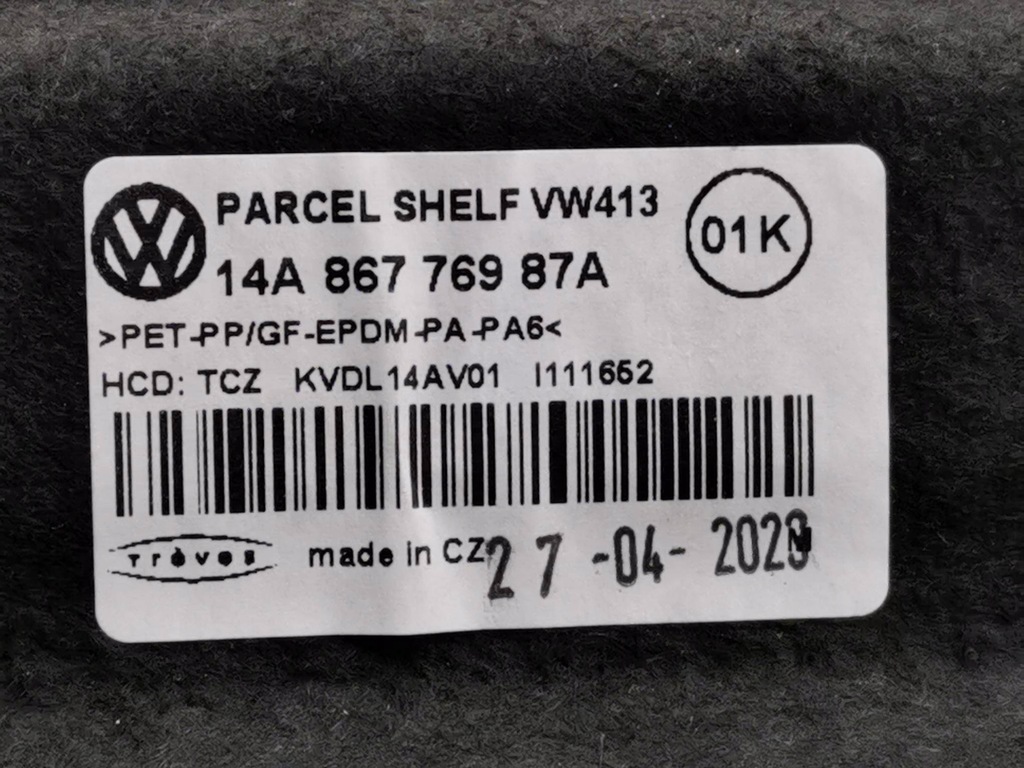 PARCEL SHELF VW413
01K
14A 867 769 87A
>PET-PP/GF-EPDM-PA-PA6<
HCD: TCZ KVDL14AV01 I111652
Trèves
made in CZ
27 -04-